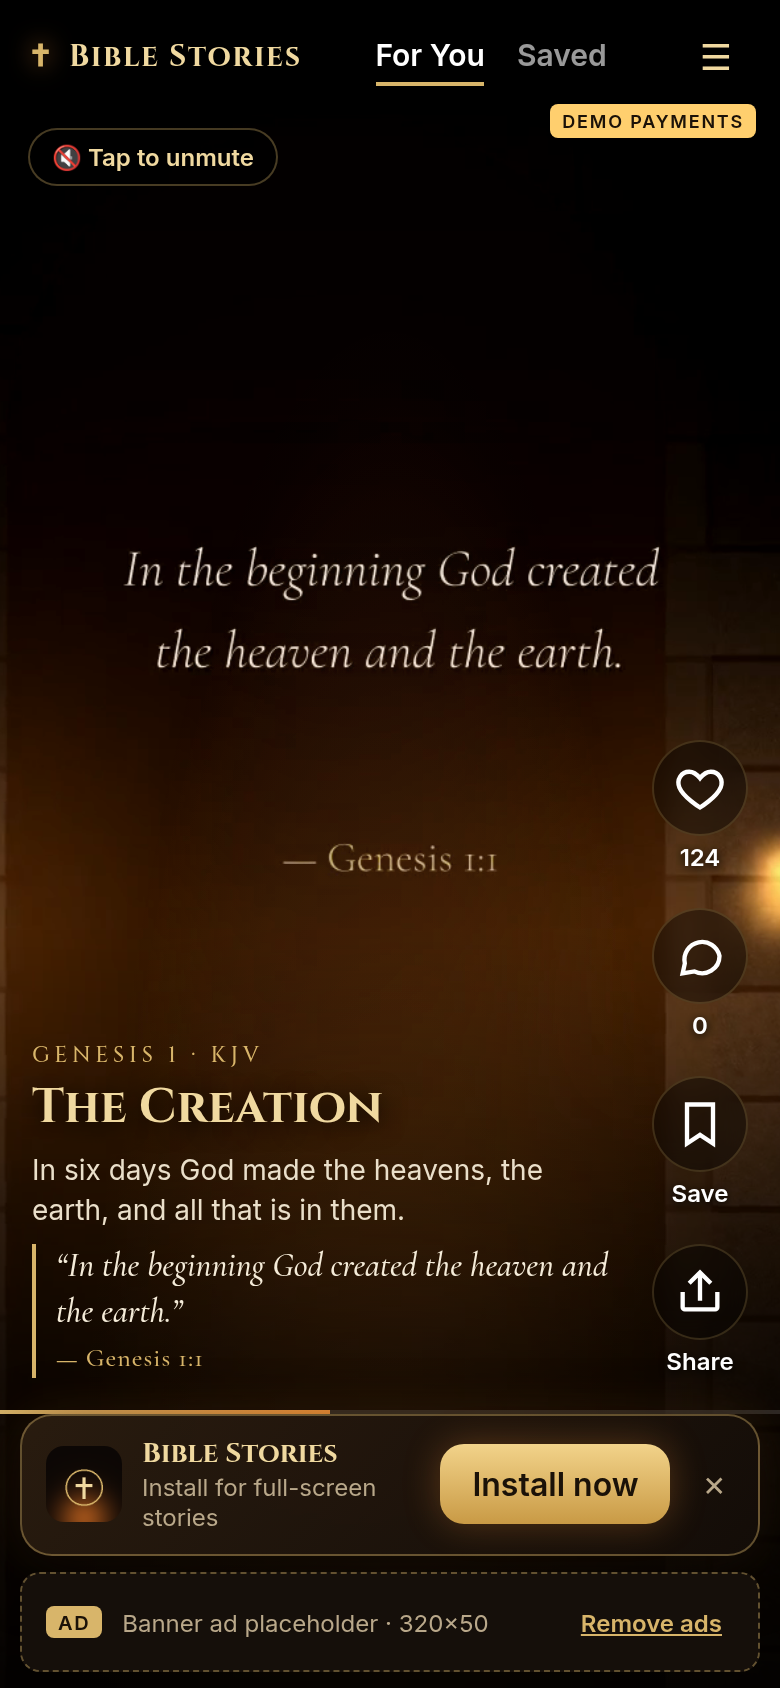 BIBLE STORIES
For You
Saved
DEMO PAYMENTS
Tap to unmute
In the beginning God created
the heaven and the earth.
— Genesis 1:1
124
0
GENESIS 1 · KJV
THE CREATION
In six days God made the heavens, the
earth, and all that is in them.
“In the beginning God created the heaven and
the earth.”
— Genesis 1:1
Save
Share
BIBLE STORIES
Install for full-screen
stories
Install now
×
AD
Banner ad placeholder · 320×50
Remove ads